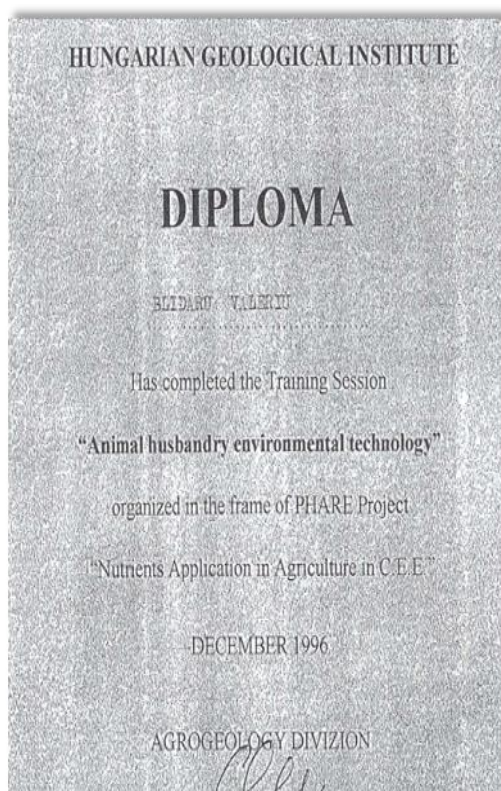 HUNGARIAN GEOLOGICAL INSTITUTE
DIPLOMA
BLIDARU VALERIU
Has completed the Training Session
“Animal husbandry environmental technology”
organized in the frame of PHARE Project
“Nutrients Application in Agriculture in C.E.E.”
DECEMBER 1996
AGROGEOLOGY DIVIZION